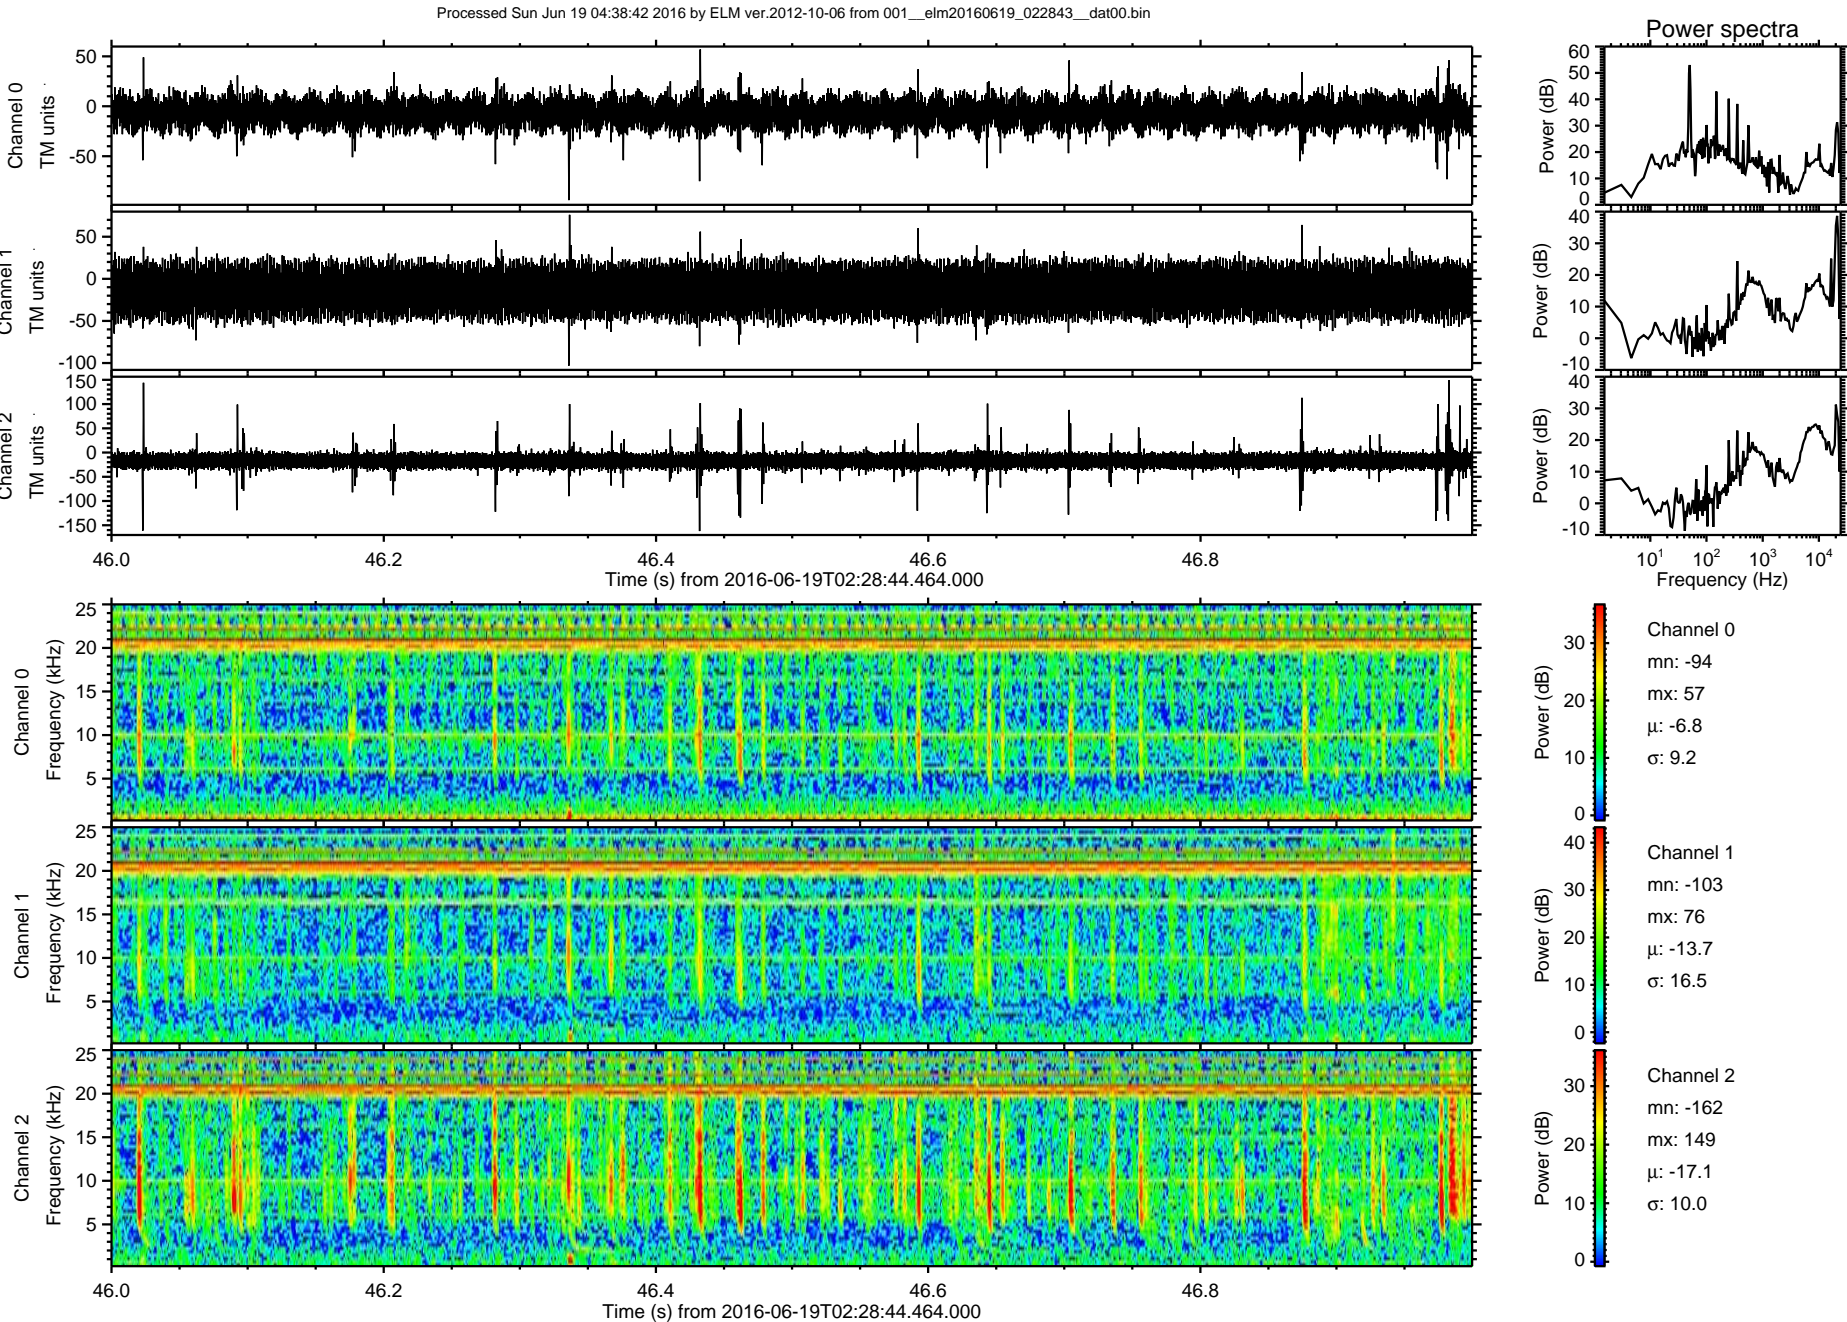 Processed Sun Jun 19 04:38:42 2016 by ELM ver.2012-10-06 from 001__elm20160619_022843__dat00.bin
Power spectra
Channel 0
TM units
50
0
-50
Power (dB)
60
50
40
30
20
10
0
Channel 1
TM units
50
0
-50
-100
Power (dB)
40
30
20
10
0
-10
Channel 2
TM units
150
100
50
0
-50
-100
-150
Power (dB)
40
30
20
10
0
-10
46.0 46.2 46.4 46.6 46.8
Time (s) from 2016-06-19T02:28:44.464.000
10¹ 10² 10³ 10⁴
Frequency (Hz)
Channel 0
Frequency (kHz)
25
20
15
10
5
Power (dB)
30
20
10
0
Channel 0
mn: -94
mx: 57
μ: -6.8
σ: 9.2
Channel 1
Frequency (kHz)
25
20
15
10
5
Power (dB)
40
30
20
10
0
Channel 1
mn: -103
mx: 76
μ: -13.7
σ: 16.5
Channel 2
Frequency (kHz)
25
20
15
10
5
Power (dB)
30
20
10
0
Channel 2
mn: -162
mx: 149
μ: -17.1
σ: 10.0
46.0 46.2 46.4 46.6 46.8
Time (s) from 2016-06-19T02:28:44.464.000